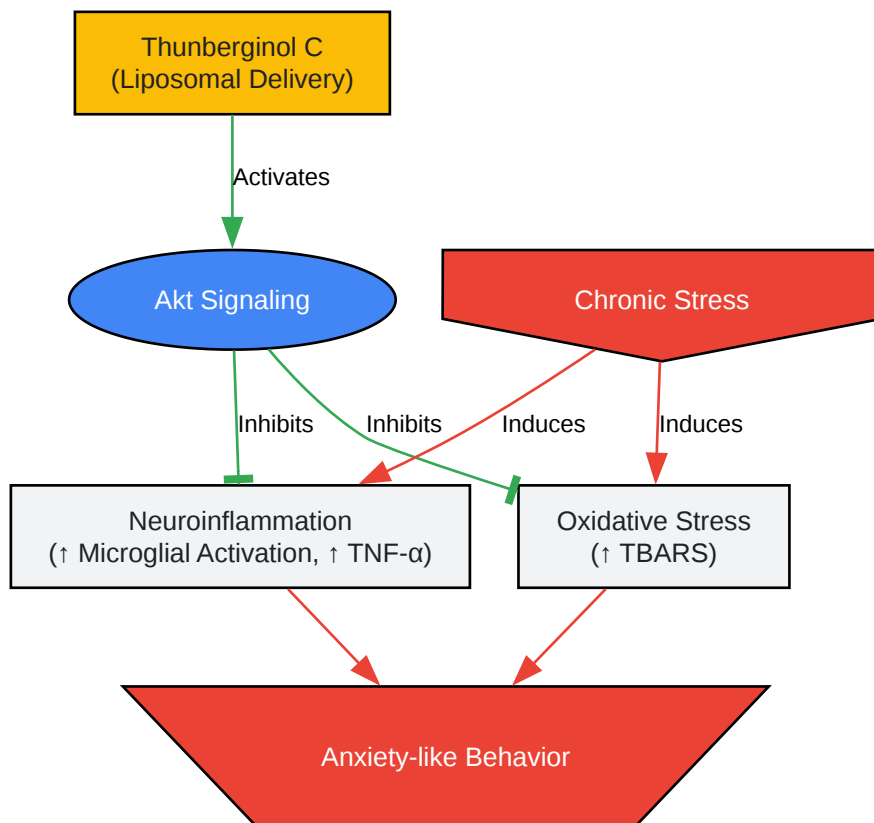 Thunberginol C
(Liposomal Delivery)
Activates
Akt Signaling
Chronic Stress
Inhibits
Inhibits
Induces
Induces
Neuroinflammation
(↑ Microglial Activation, ↑ TNF-α)
Oxidative Stress
(↑ TBARS)
Anxiety-like Behavior